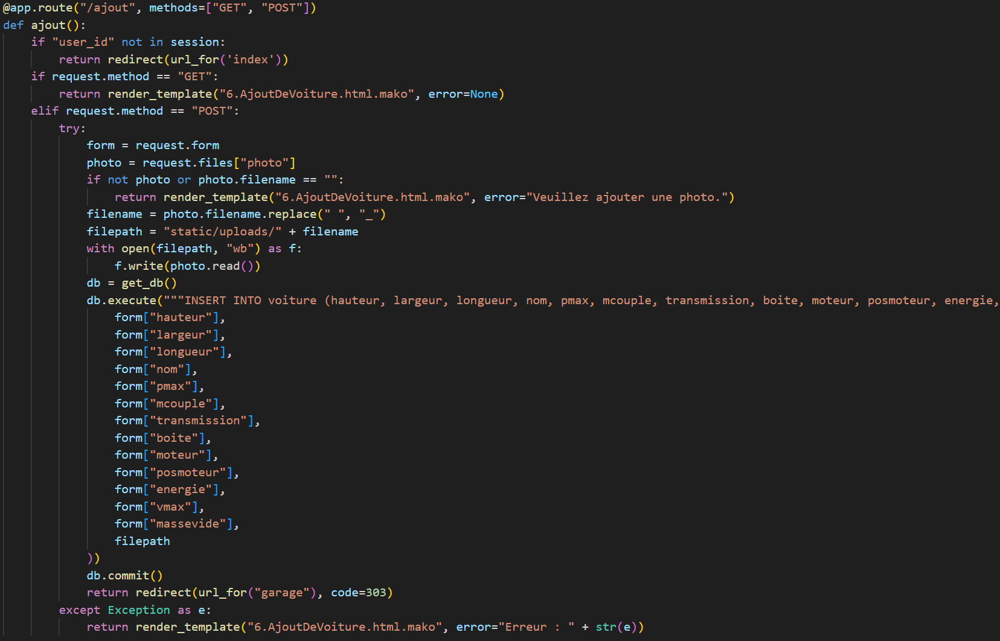 @app.route("/ajout", methods=["GET", "POST"])
def ajout():
    if "user_id" not in session:
        return redirect(url_for('index'))
    if request.method == "GET":
        return render_template("6.AjoutDeVoiture.html.mako", error=None)
    elif request.method == "POST":
        try:
            form = request.form
            photo = request.files["photo"]
            if not photo or photo.filename == "":
                return render_template("6.AjoutDeVoiture.html.mako", error="Veuillez ajouter une photo.")
            filename = photo.filename.replace(" ", "_")
            filepath = "static/uploads/" + filename
            with open(filepath, "wb") as f:
                f.write(photo.read())
            db = get_db()
            db.execute("""INSERT INTO voiture (hauteur, largeur, longueur, nom, pmax, mcouple, transmission, boite, moteur, posmoteur, energie,
                form["hauteur"],
                form["largeur"],
                form["longueur"],
                form["nom"],
                form["pmax"],
                form["mcouple"],
                form["transmission"],
                form["boite"],
                form["moteur"],
                form["posmoteur"],
                form["energie"],
                form["vmax"],
                form["massevide"],
                filepath
            ))
            db.commit()
            return redirect(url_for("garage"), code=303)
        except Exception as e:
            return render_template("6.AjoutDeVoiture.html.mako", error="Erreur : " + str(e))